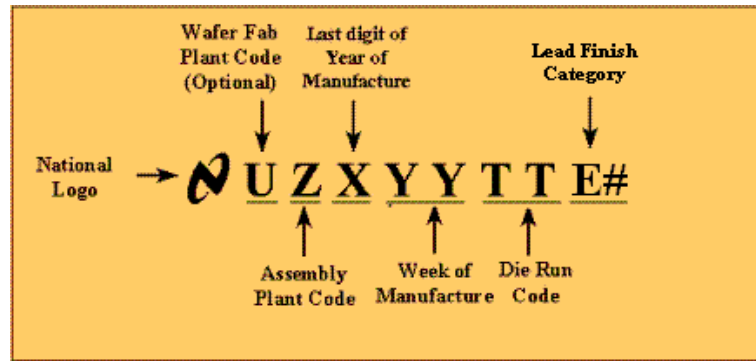 Wafer Fab
Plant Code
(Optional)
Last digit of
Year of
Manufacture
Lead Finish
Category
National
Logo
U Z X Y Y T T E#
Assembly
Plant Code
Week of
Manufacture
Die Run
Code